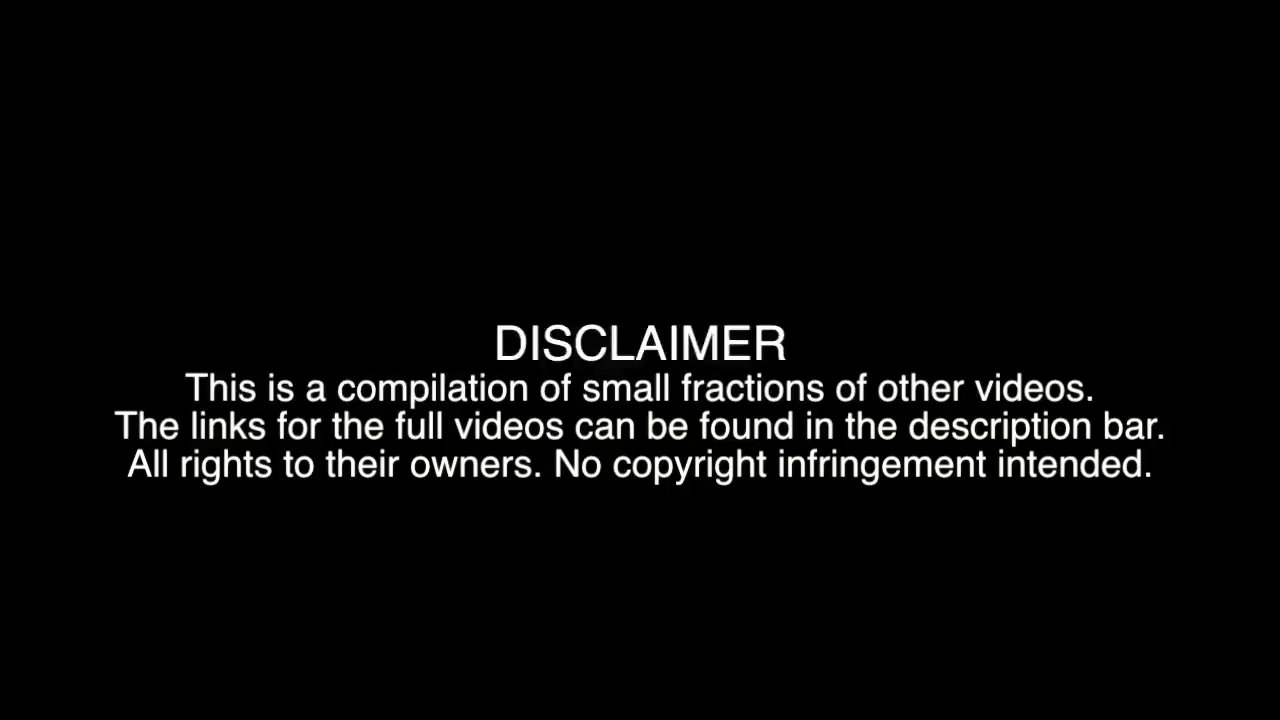 DISCLAIMER
This is a compilation of small fractions of other videos.
The links for the full videos can be found in the description bar.
All rights to their owners. No copyright infringement intended.